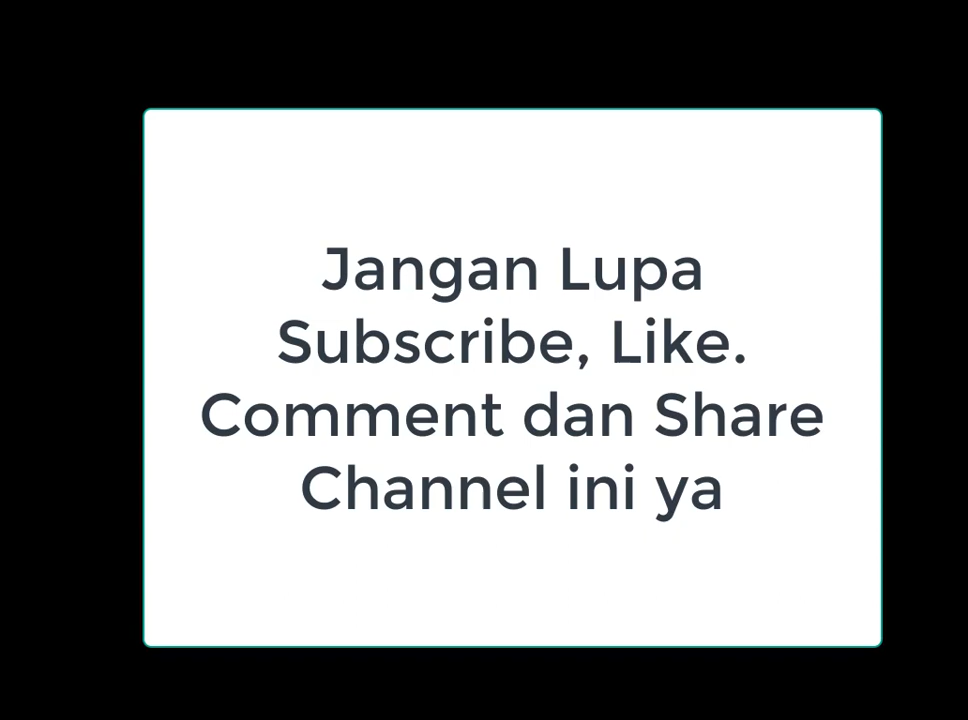 Jangan Lupa
Subscribe, Like.
Comment dan Share
Channel ini ya